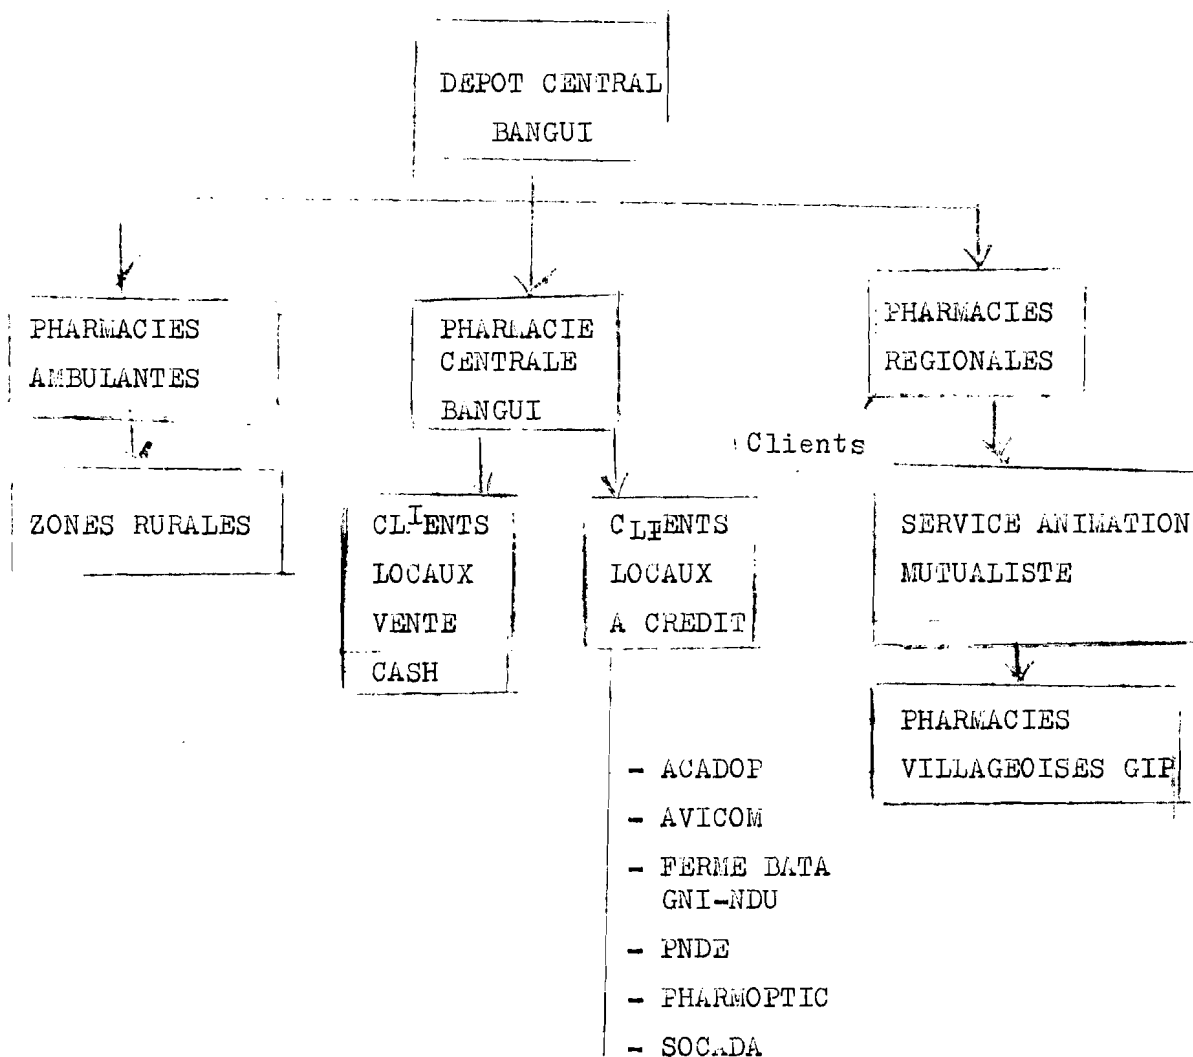 DEPOT CENTRAL
BANGUI
PHARMACIES
AMBULANTES
PHARMACIE
CENTRALE
BANGUI
PHARMACIES
REGIONALES
Clients
ZONES RURALES
CLIENTS
LOCAUX
VENTE
CASH
CLIENTS
LOCAUX
A CREDIT
SERVICE ANIMATION
MUTUALISTE
PHARMACIES
VILLAGEOISES GIP
- ACADOP
- AVICOM
- FERME BATA
GNI-NDU
- PNDE
- PHARMOPTIC
- SOCADA